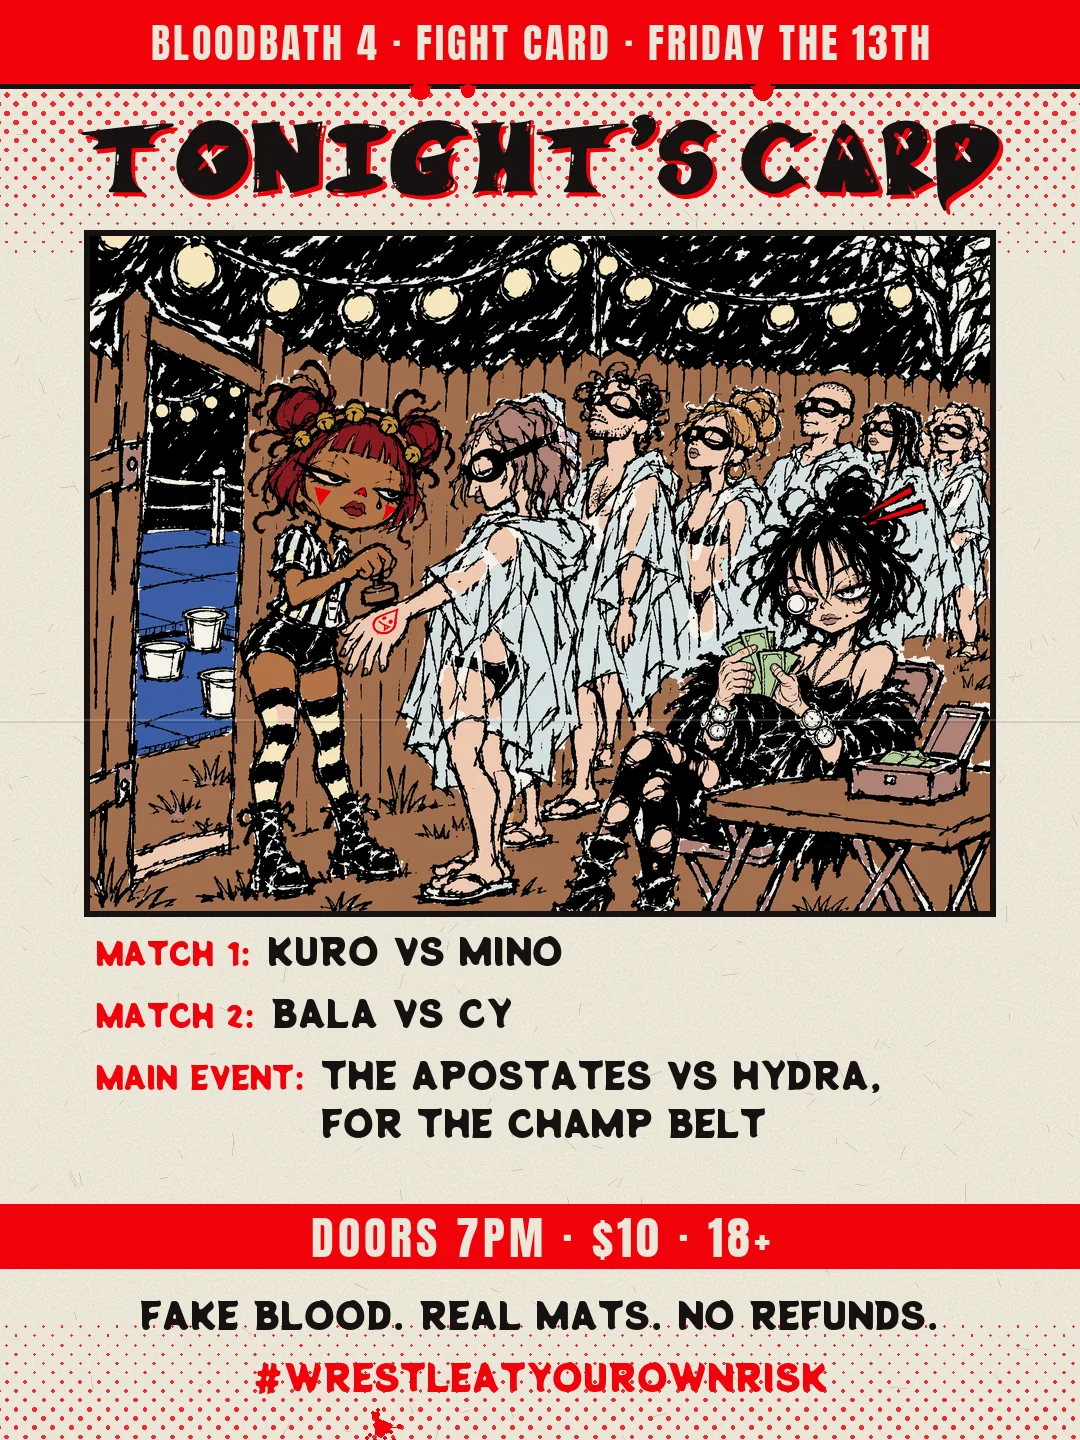 BLOODBATH 4 · FIGHT CARD · FRIDAY THE 13TH
TONIGHT'S CARD
MATCH 1: KURO VS MINO
MATCH 2: BALA VS CY
MAIN EVENT: THE APOSTATES VS HYDRA,
FOR THE CHAMP BELT
DOORS 7PM · $10 · 18+
FAKE BLOOD. REAL MATS. NO REFUNDS.
#WRESTLEATYOUROWNRISK